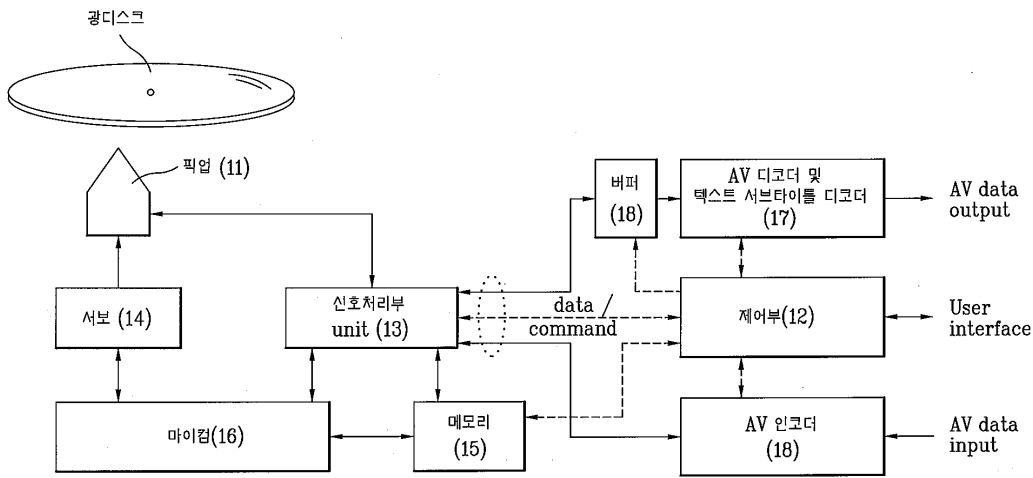 광디스크
픽업 (11)
버퍼
(18)
AV 디코더 및
텍스트 서브타이틀 디코더
(17)
AV data
output
서보 (14)
신호처리부
unit (13)
data /
command
제어부(12)
User
interface
마이컴(16)
메모리
(15)
AV 인코더
(18)
AV data
input